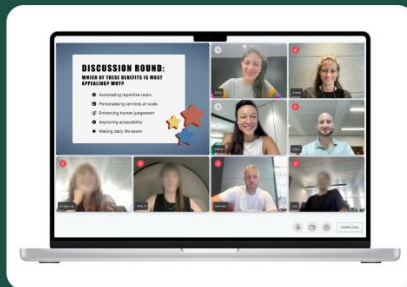 DISCUSSION ROUND:
WHICH OF THESE BENEFITS IS MOST
APPEALING? WHY?
Automating repetitive tasks
Personalising services at scale
Enhancing human judgement
Improving accessibility
Making daily life easier